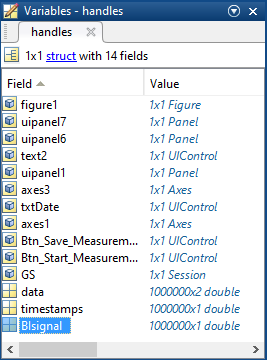 Variables - handles
handles
1x1 struct with 14 fields
Field Value
figure1 1x1 Figure
uipanel7 1x1 Panel
uipanel6 1x1 Panel
text2 1x1 UIControl
uipanel1 1x1 Panel
axes3 1x1 Axes
txtDate 1x1 UIControl
axes1 1x1 Axes
Btn_Save_Measurem... 1x1 UIControl
Btn_Start_Measurem... 1x1 UIControl
GS 1x1 Session
data 1000000x2 double
timestamps 1000000x1 double
BIsignal 1000000x1 double